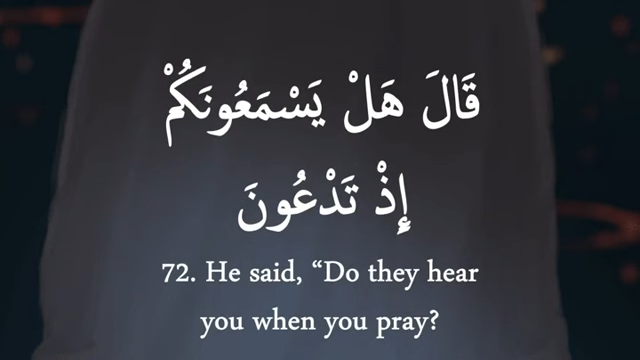 قَالَ هَلْ يَسْمَعُونَكُمْ
إِذْ تَدْعُونَ
72. He said, “Do they hear
you when you pray?